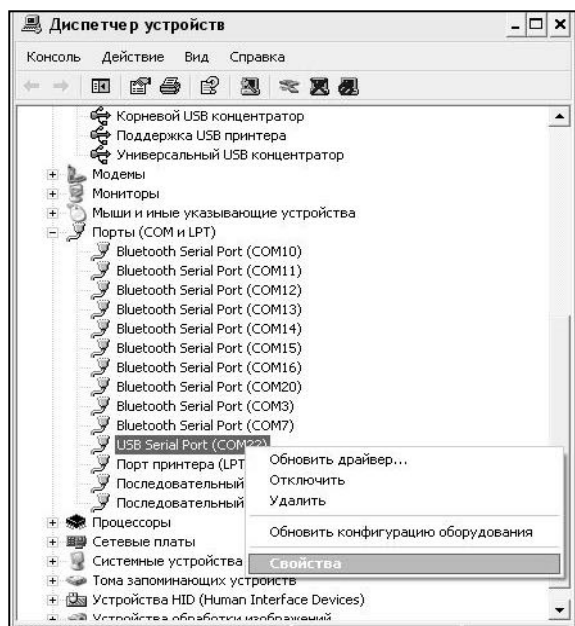 Диспетчер устройств
Консоль Действие Вид Справка
Корневой USB концентратор
Поддержка USB принтера
Универсальный USB концентратор
Модемы
Мониторы
Мыши и иные указывающие устройства
Порты (COM и LPT)
Bluetooth Serial Port (COM10)
Bluetooth Serial Port (COM11)
Bluetooth Serial Port (COM12)
Bluetooth Serial Port (COM13)
Bluetooth Serial Port (COM14)
Bluetooth Serial Port (COM15)
Bluetooth Serial Port (COM16)
Bluetooth Serial Port (COM20)
Bluetooth Serial Port (COM3)
Bluetooth Serial Port (COM7)
USB Serial Port (COM22)
Порт принтера (LPT
Последовательный
Последовательный
Процессоры
Сетевые платы
Системные устройства
Тома запоминающих устройств
Устройства HID (Human Interface Devices)
Устройства обработки изображений
Обновить драйвер...
Отключить
Удалить
Обновить конфигурацию оборудования
Свойства